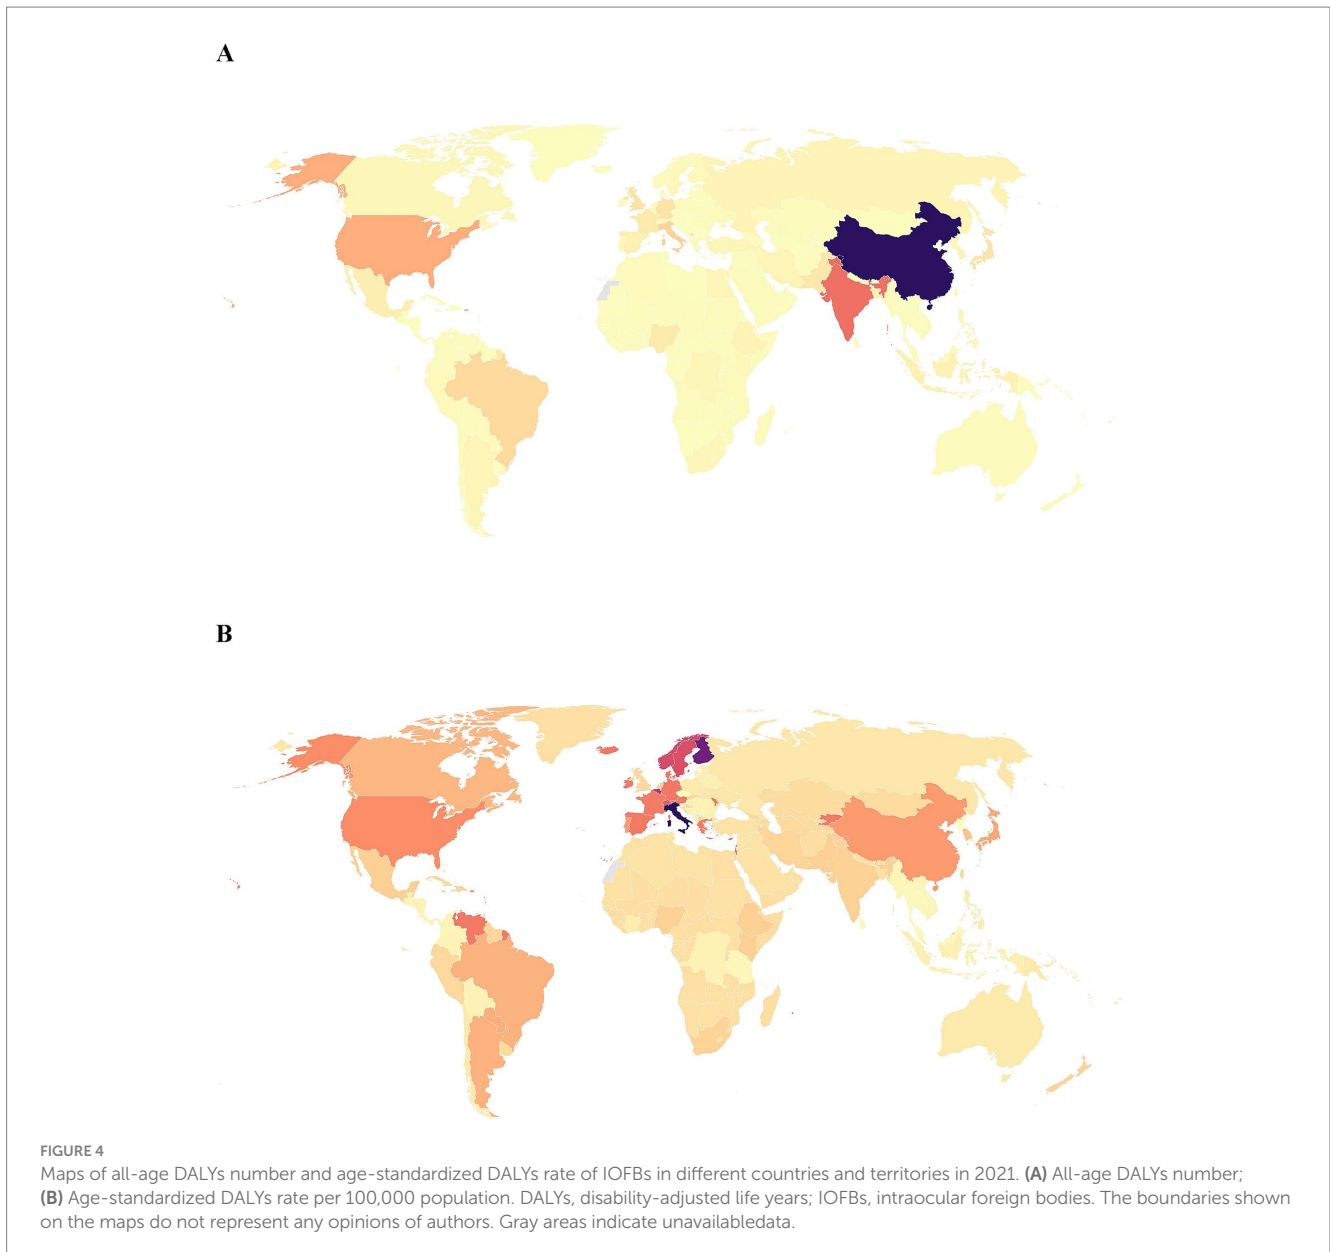 A
B
FIGURE 4
Maps of all-age DALYs number and age-standardized DALYs rate of IOFBs in different countries and territories in 2021. (A) All-age DALYs number;
(B) Age-standardized DALYs rate per 100,000 population. DALYs, disability-adjusted life years; IOFBs, intraocular foreign bodies. The boundaries shown
on the maps do not represent any opinions of authors. Gray areas indicate unavailabledata.